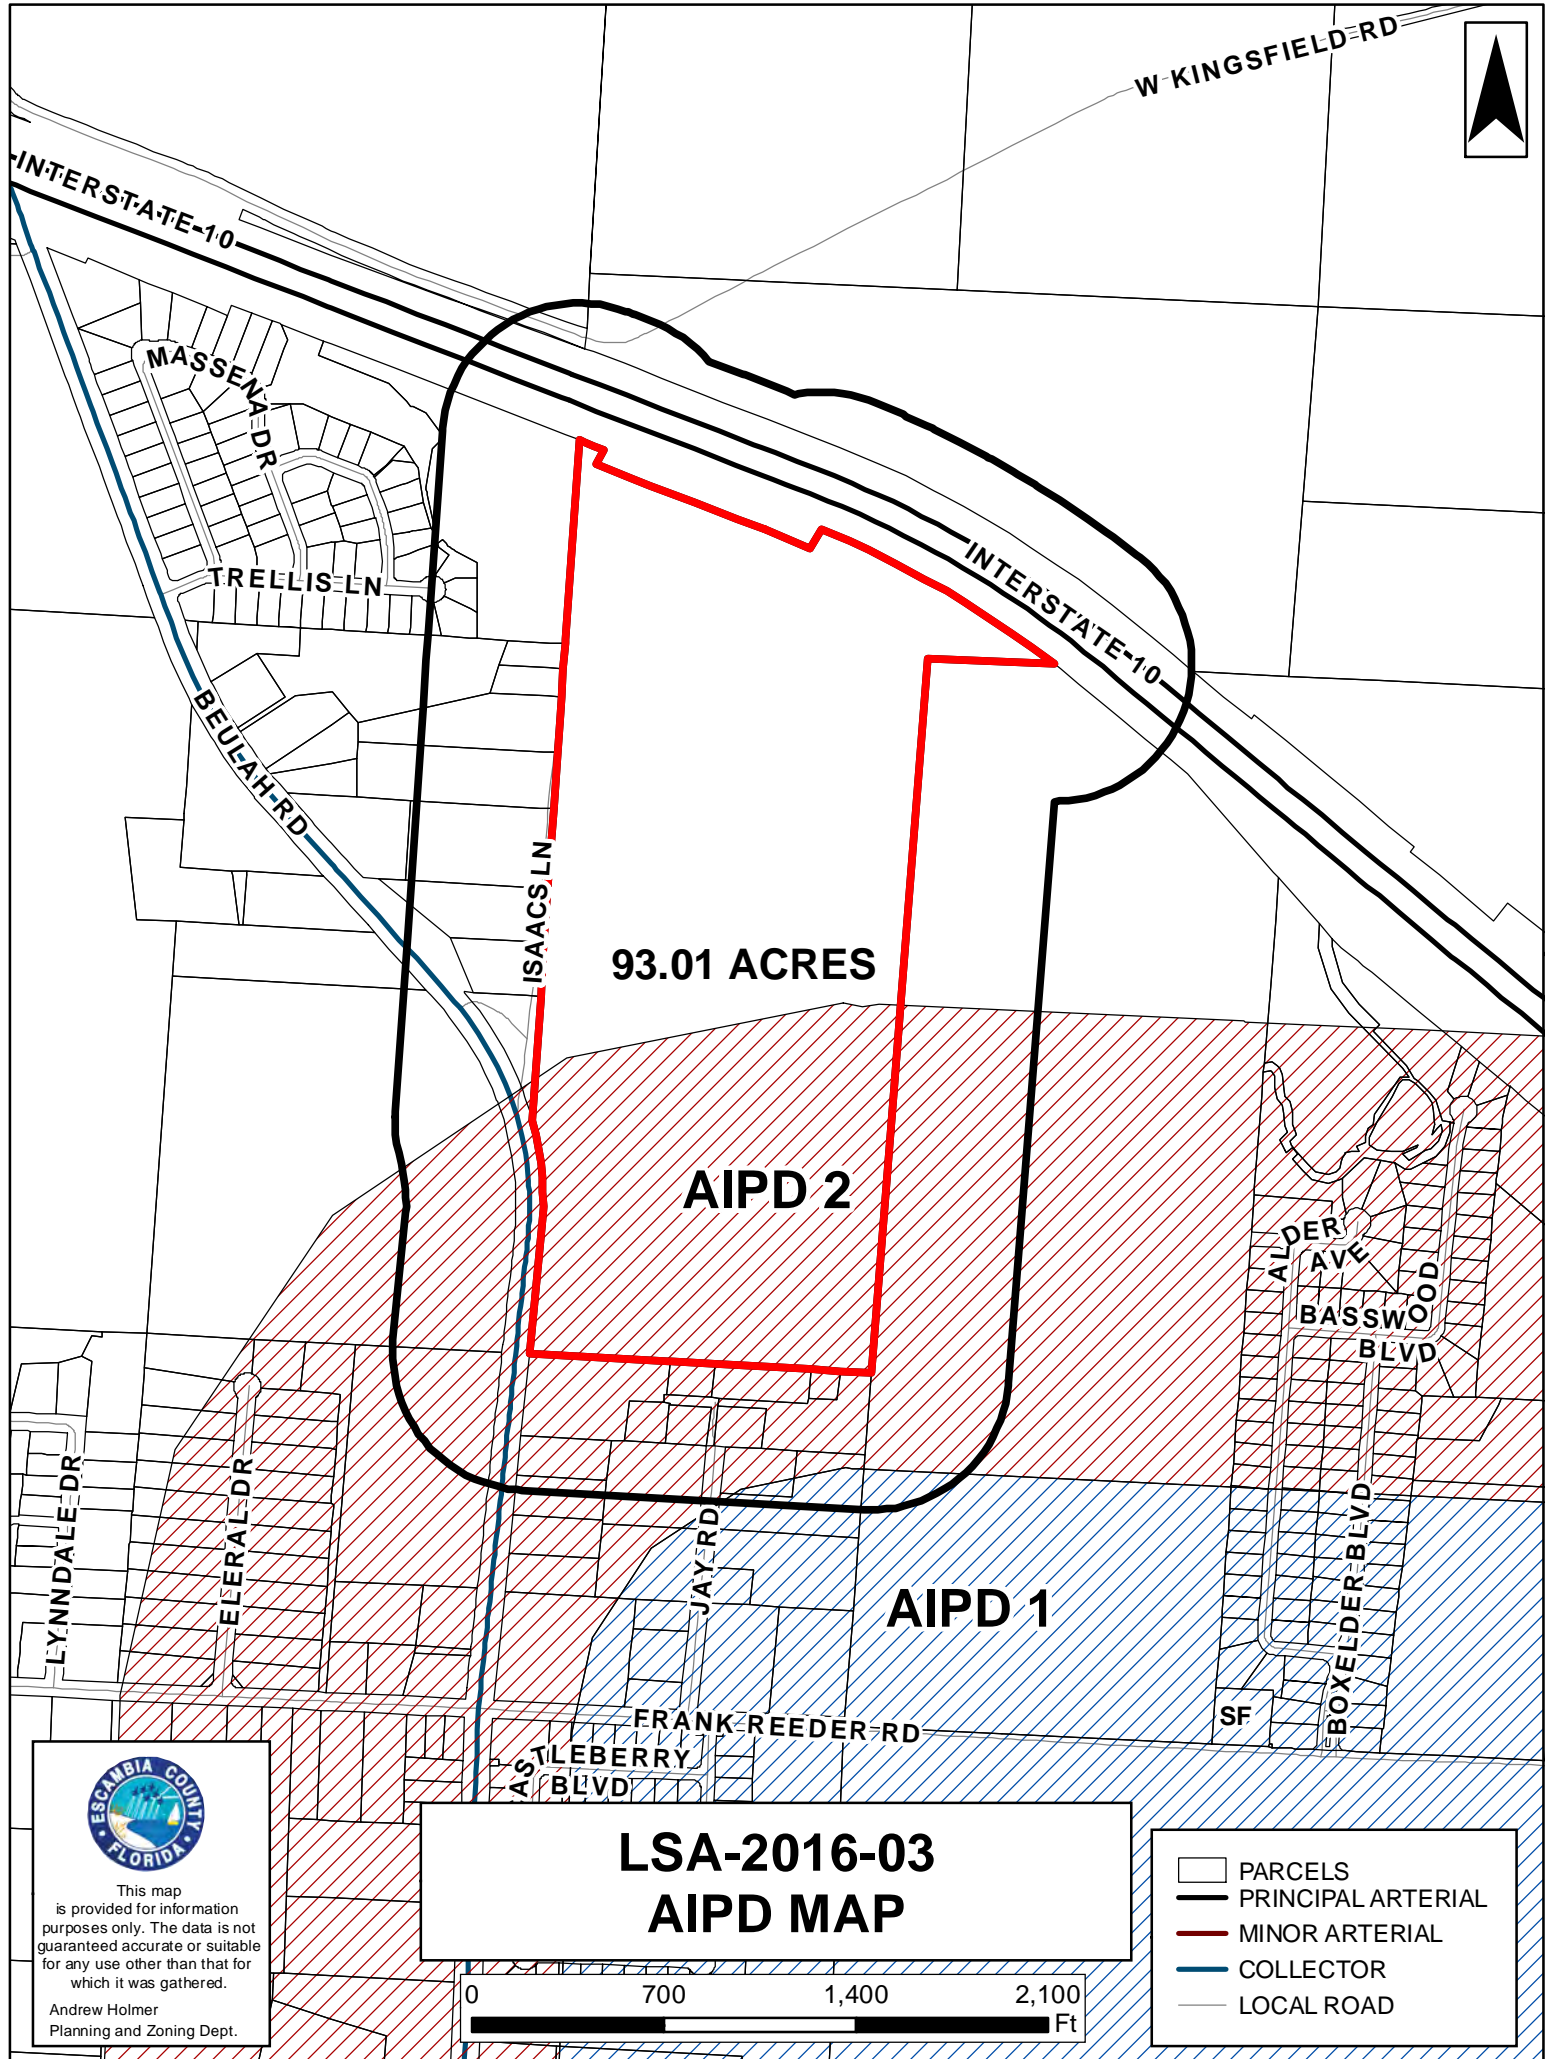 W KINGSFIELD RD
INTERSTATE 10
MASSENA DR
TRELLIS LN
INTERSTATE 10
BEULAH RD
ISAACS LN
93.01 ACRES
AIPD 2
ALDER
AVE
BASSWOOD
BLVD
LYNNDALE DR
ELERAL DR
JAY RD
AIPD 1
BOXELDER BLVD
SF
FRANK REEDER RD
ASTLEBERRY
BLVD
ESCAMBIA COUNTY
FLORIDA
This map
is provided for information
purposes only. The data is not
guaranteed accurate or suitable
for any use other than that for
which it was gathered.
Andrew Holmer
Planning and Zoning Dept.
LSA-2016-03
AIPD MAP
0 700 1,400 2,100
Ft
PARCELS
PRINCIPAL ARTERIAL
MINOR ARTERIAL
COLLECTOR
LOCAL ROAD